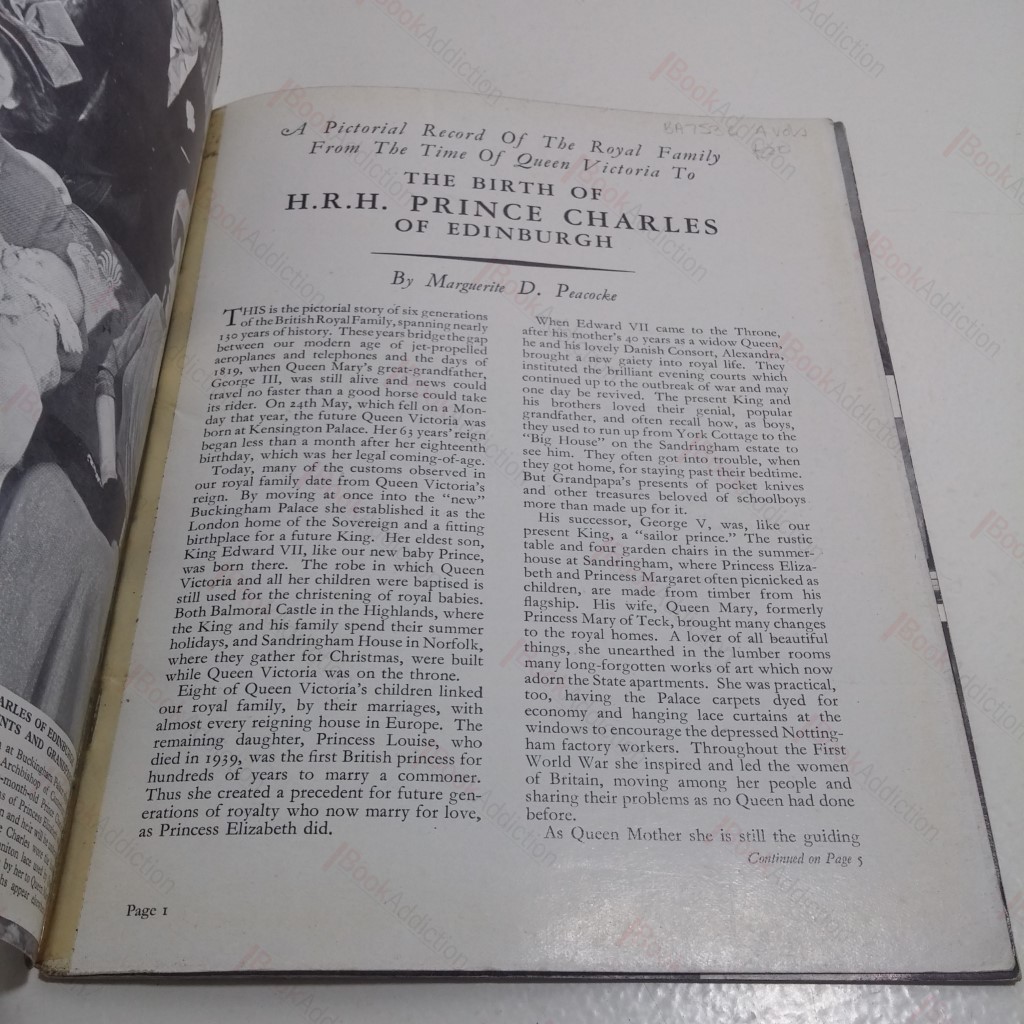 A Pictorial Record Of The Royal Family
From The Time Of Queen Victoria To
THE BIRTH OF
H.R.H. PRINCE CHARLES
OF EDINBURGH
By Marguerite D. Peacocke
THIS is the pictorial story of six generations
of the British Royal Family, spanning nearly
130 years of history. These years bridge the gap
between our modern age of jet-propelled
aeroplanes and telephones and the days of
1819, when Queen Mary's great-grandfather,
George III, was still alive and news could
travel no faster than a good horse could take
its rider. On 24th May, which fell on a Mon-
day that year, the future Queen Victoria was
born at Kensington Palace. Her 63 years' reign
began less than a month after her eighteenth
birthday, which was her legal coming-of-age.
Today, many of the customs observed in
our royal family date from Queen Victoria's
reign. By moving at once into the "new"
Buckingham Palace she established it as the
London home of the Sovereign and a fitting
birthplace for a future King. Her eldest son,
King Edward VII, like our new baby Prince,
was born there. The robe in which Queen
Victoria and all her children were baptised is
still used for the christening of royal babies.
Both Balmoral Castle in the Highlands, where
the King and his family spend their summer
holidays, and Sandringham House in Norfolk,
where they gather for Christmas, were built
while Queen Victoria was on the throne.
Eight of Queen Victoria's children linked
our royal family, by their marriages, with
almost every reigning house in Europe. The
remaining daughter, Princess Louise, who
died in 1939, was the first British princess for
hundreds of years to marry a commoner.
Thus she created a precedent for future gen-
erations of royalty who now marry for love,
as Princess Elizabeth did.
When Edward VII came to the Throne,
after his mother's 40 years as a widow Queen,
he and his lovely Danish Consort, Alexandra,
brought a new gaiety into royal life. They
instituted the brilliant evening courts which
continued up to the outbreak of war and may
one day be revived. The present King and
his brothers loved their genial, popular
grandfather, and often recall how, as boys,
they used to run up from York Cottage to the
"Big House" on the Sandringham estate to
see him. They often got into trouble, when
they got home, for staying past their bedtime.
But Grandpapa's presents of pocket knives
and other treasures beloved of schoolboys
more than made up for it.
His successor, George V, was, like our
present King, a "sailor prince." The rustic
table and four garden chairs in the summer-
house at Sandringham, where Princess Eliza-
beth and Princess Margaret often picnicked as
children, are made from timber from his
flagship. His wife, Queen Mary, formerly
Princess Mary of Teck, brought many changes
to the royal homes. A lover of all beautiful
things, she unearthed in the lumber rooms
many long-forgotten works of art which now
adorn the State apartments. She was practical,
too, having the Palace carpets dyed for
economy and hanging lace curtains at the
windows to encourage the depressed Notting-
ham factory workers. Throughout the First
World War she inspired and led the women
of Britain, moving among her people and
sharing their problems as no Queen had done
before.
As Queen Mother she is still the guiding
Continued on Page 5
Page 1